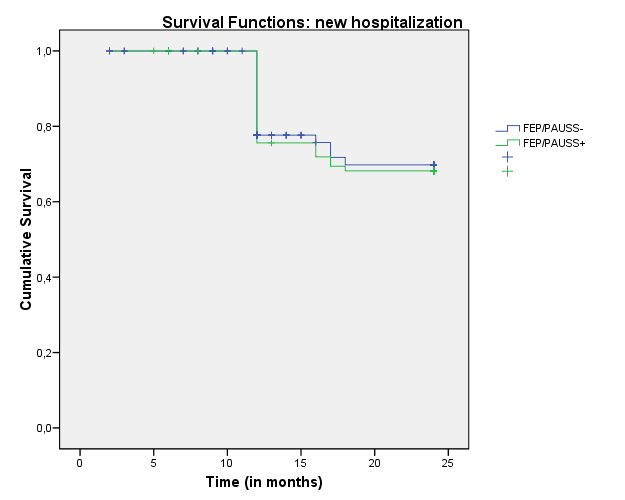 Survival Functions: new hospitalization
1,0
0,8
0,6
0,4
0,2
0,0
Cumulative Survival
0 5 10 15 20 25
Time (in months)
FEP/PAUSS-
FEP/PAUSS+